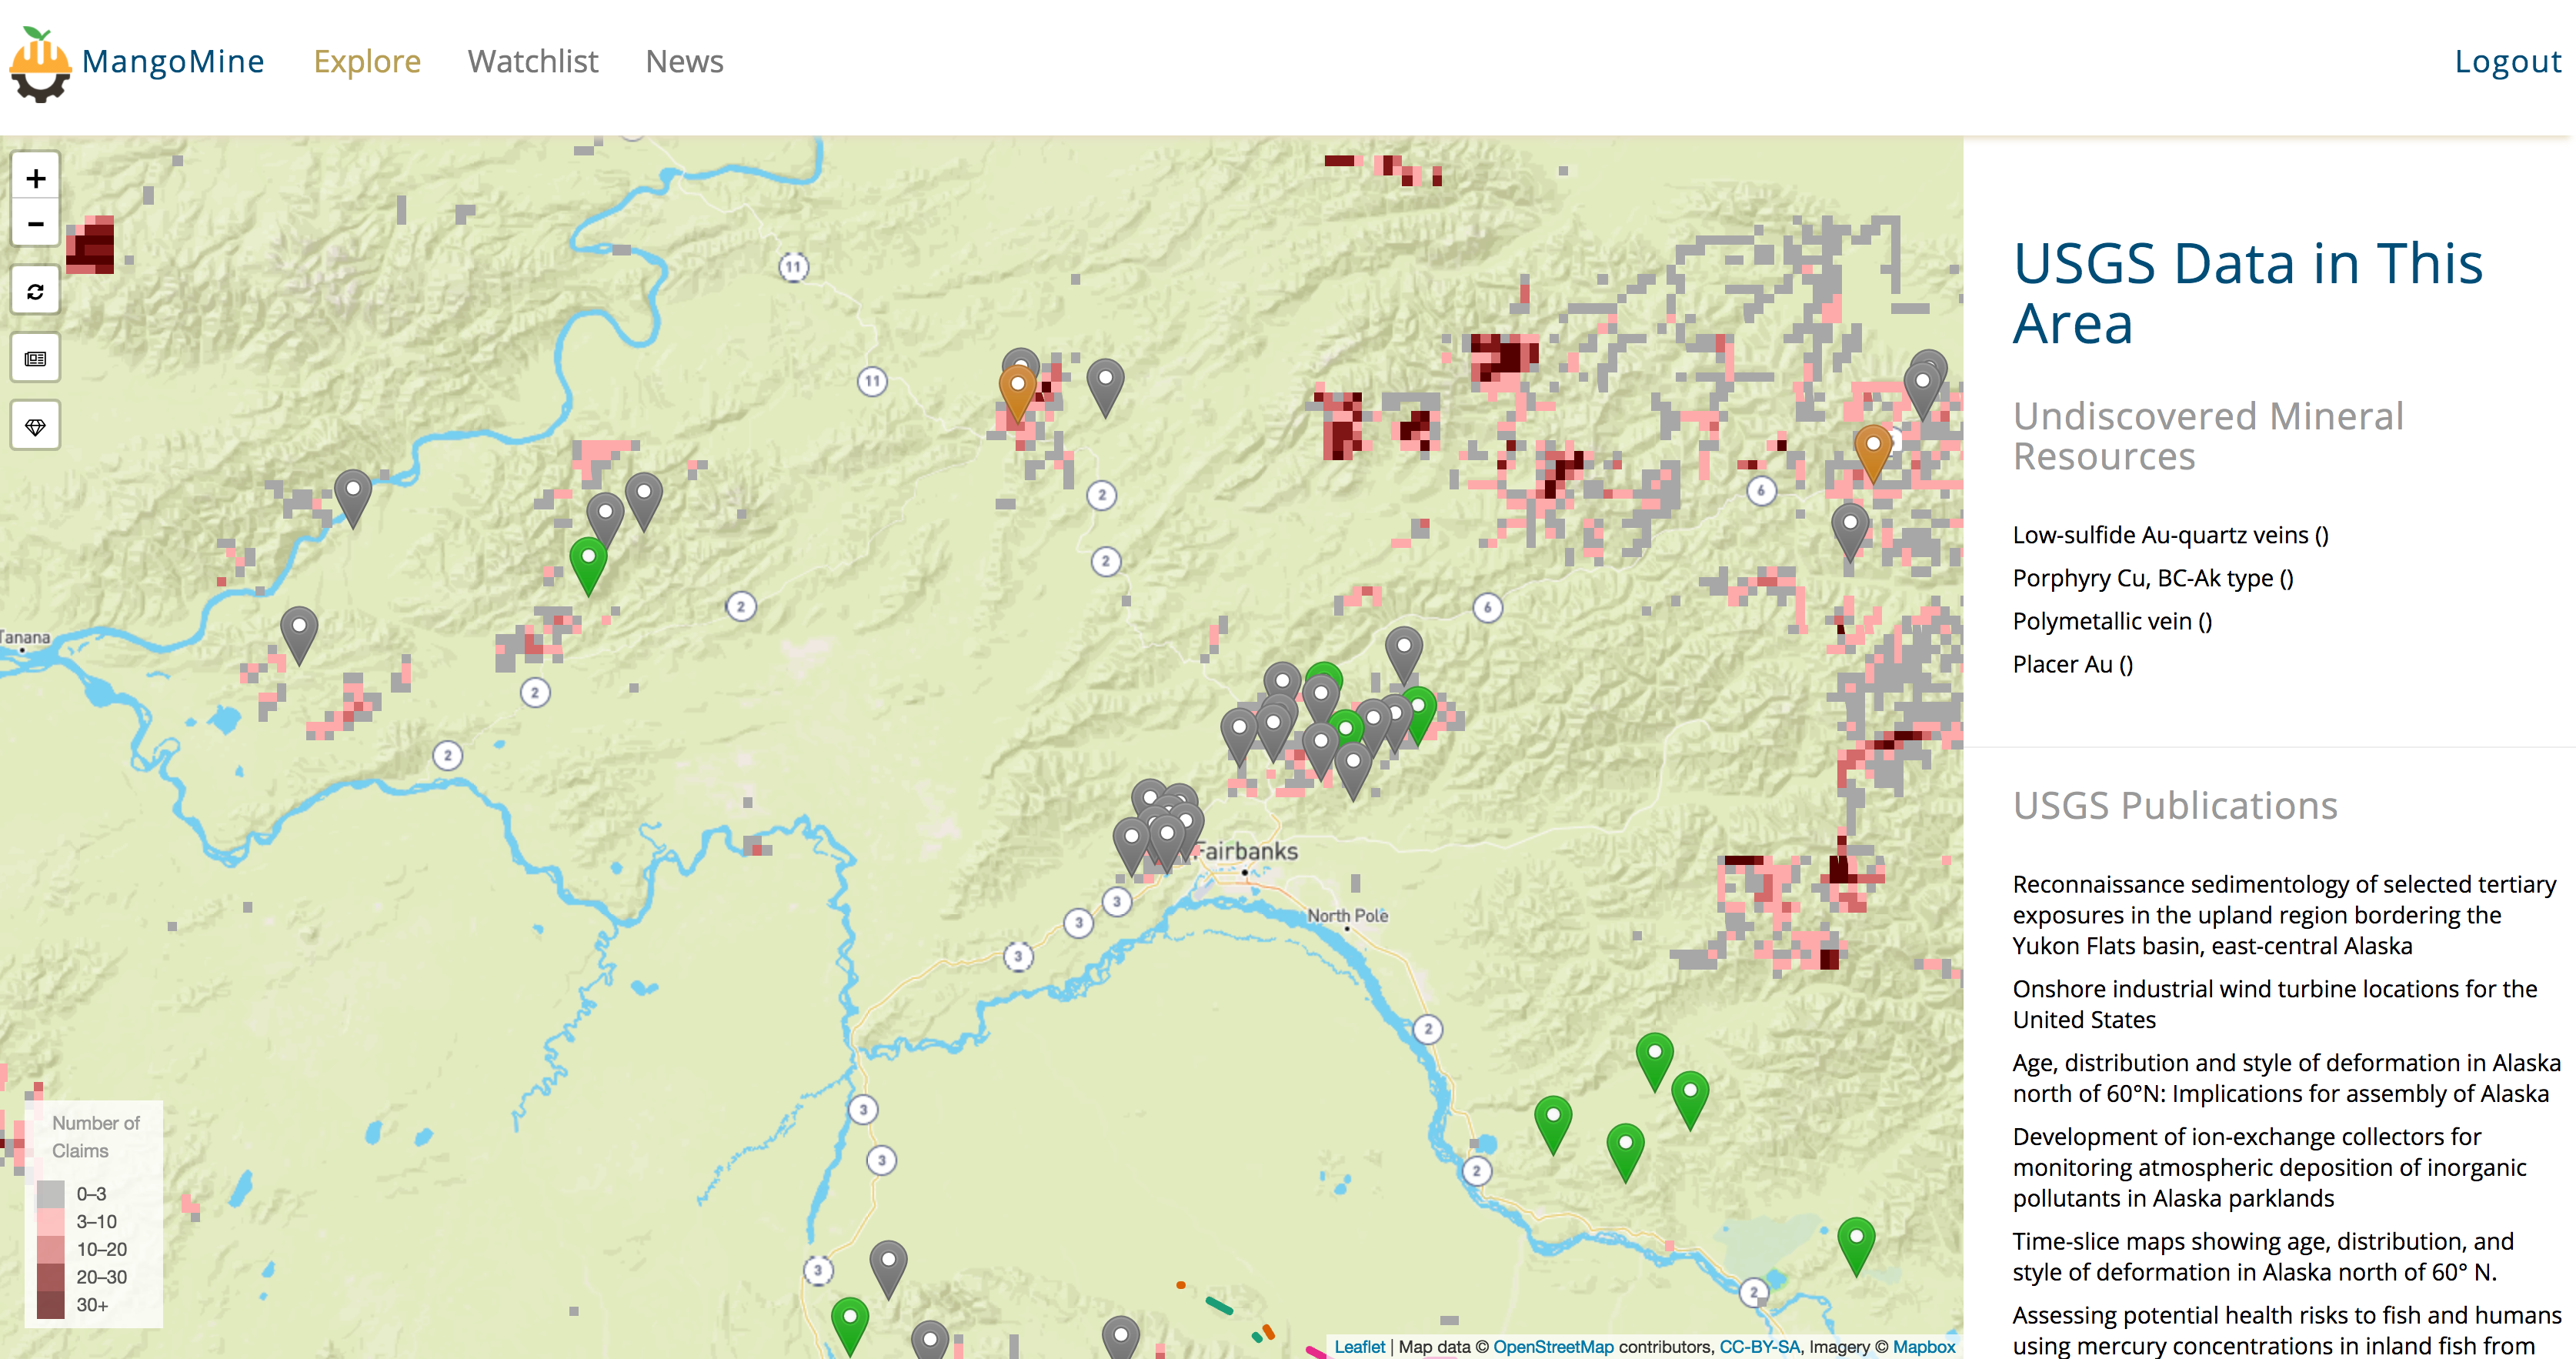 MangoMine
Explore
Watchlist
News
Logout
+
−
11
11
2
2
2
2
2
6
6
Tanana
Fairbanks
North Pole
3
3
3
2
3
3
2
3
2
Number of
Claims
0–3
3–10
10–20
20–30
30+
Leaflet | Map data © OpenStreetMap contributors, CC-BY-SA, Imagery © Mapbox
USGS Data in This
Area
Undiscovered Mineral
Resources
Low-sulfide Au-quartz veins ()
Porphyry Cu, BC-Ak type ()
Polymetallic vein ()
Placer Au ()
USGS Publications
Reconnaissance sedimentology of selected tertiary
exposures in the upland region bordering the
Yukon Flats basin, east-central Alaska
Onshore industrial wind turbine locations for the
United States
Age, distribution and style of deformation in Alaska
north of 60°N: Implications for assembly of Alaska
Development of ion-exchange collectors for
monitoring atmospheric deposition of inorganic
pollutants in Alaska parklands
Time-slice maps showing age, distribution, and
style of deformation in Alaska north of 60° N.
Assessing potential health risks to fish and humans
using mercury concentrations in inland fish from